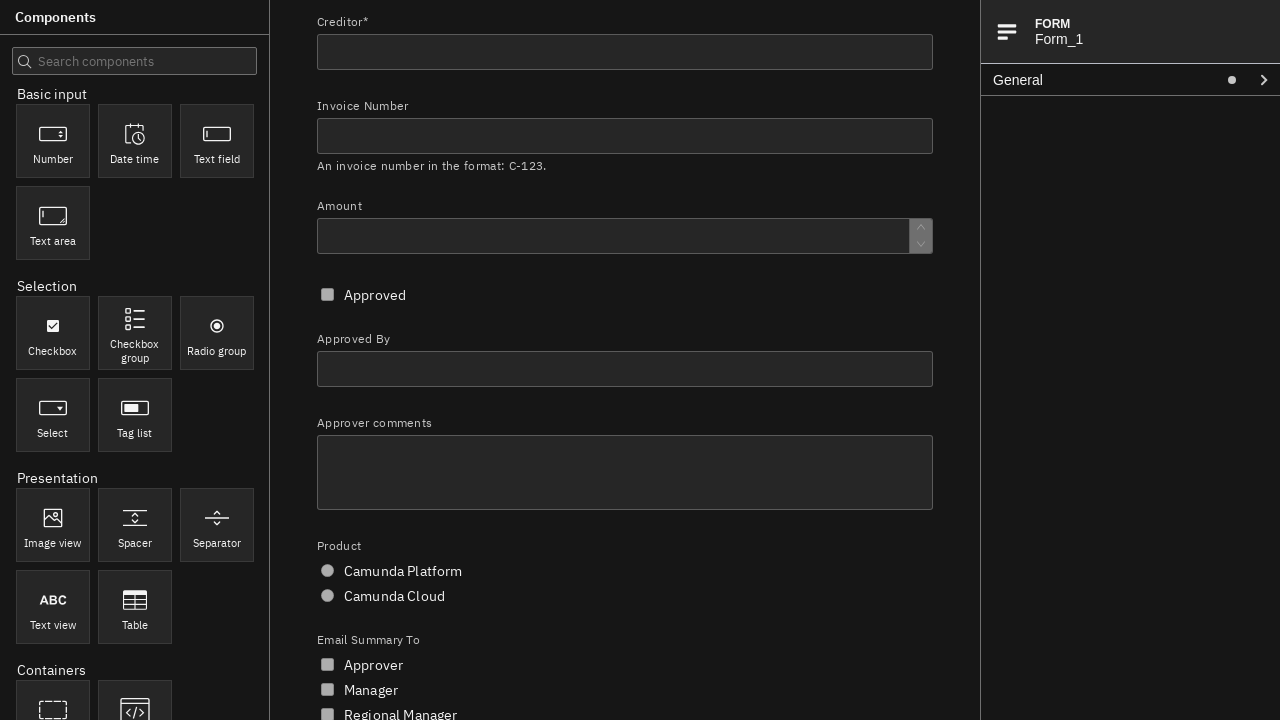 Components
Search components
Basic input
Number
Date time
Text field
Text area
Selection
Checkbox
Checkbox
group
Radio group
Select
Tag list
Presentation
Image view
Spacer
Separator
ABC
Text view
Table
Containers
Creditor*
Invoice Number
An invoice number in the format: C-123.
Amount
Approved
Approved By
Approver comments
Product
Camunda Platform
Camunda Cloud
Email Summary To
Approver
Manager
Regional Manager
FORM
Form_1
General